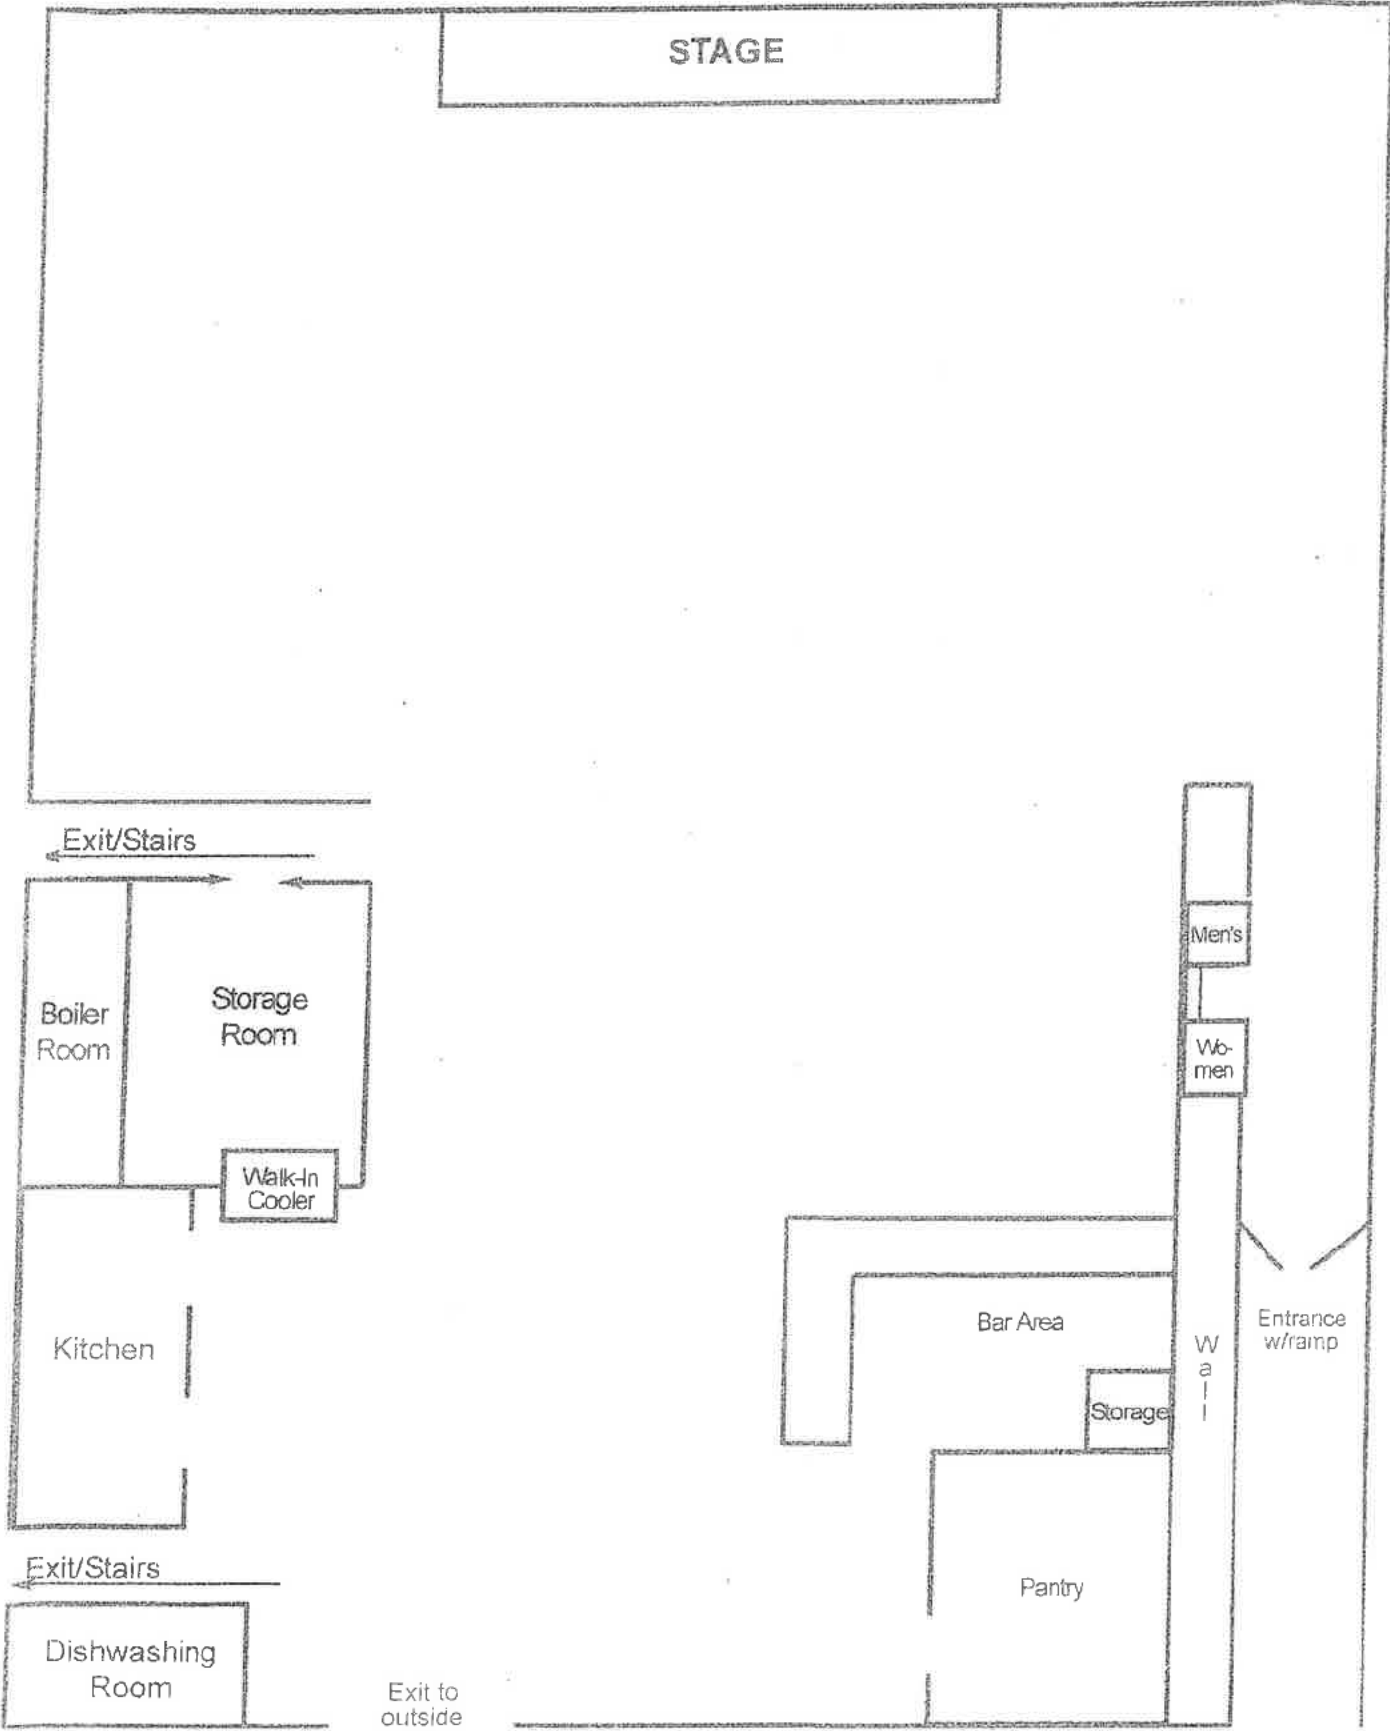 STAGE
Exit/Stairs
Men's
Boiler
Room
Storage
Room
Wo-
men
Walk-In
Cooler
Kitchen
Bar Area
Entrance
w/ramp
Wall
Storage
Exit/Stairs
Pantry
Dishwashing
Room
Exit to
outside